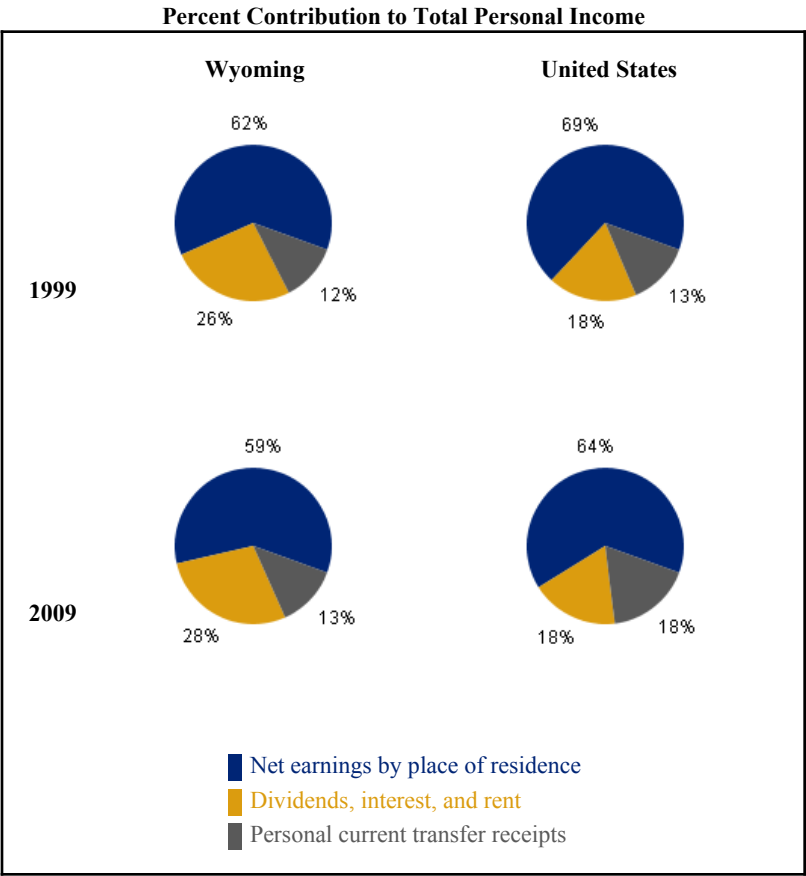 Percent Contribution to Total Personal Income
Wyoming United States
62% 69%
1999
12% 13%
26% 18%
59% 64%
2009
13% 18%
28% 18%
Net earnings by place of residence
Dividends, interest, and rent
Personal current transfer receipts